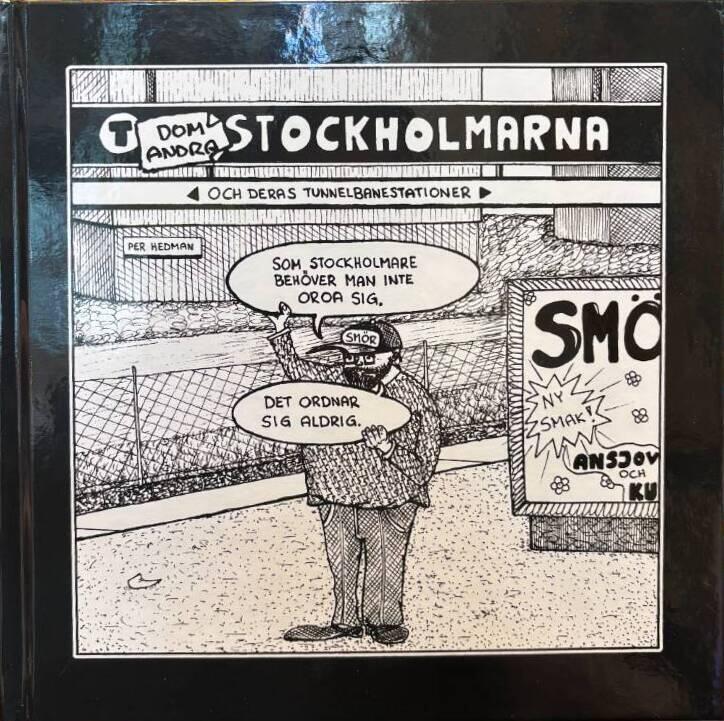 T DOM ANDRA STOCKHOLMARNA
◀ OCH DERAS TUNNELBANESTATIONER ▶
PER HEDMAN
SOM STOCKHOLMARE
BEHÖVER MAN INTE
OROA SIG.
SMÖR
DET ORDNAR
SIG ALDRIG.
SMÖ
NY
SMAK!
ANSJOV
OCH
KU